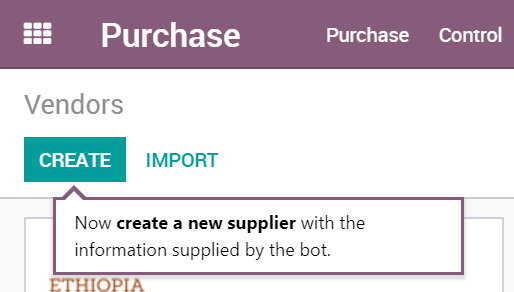 Purchase Purchase Control
Vendors
CREATE IMPORT
Now create a new supplier with the
information supplied by the bot.
ETHIOPIA